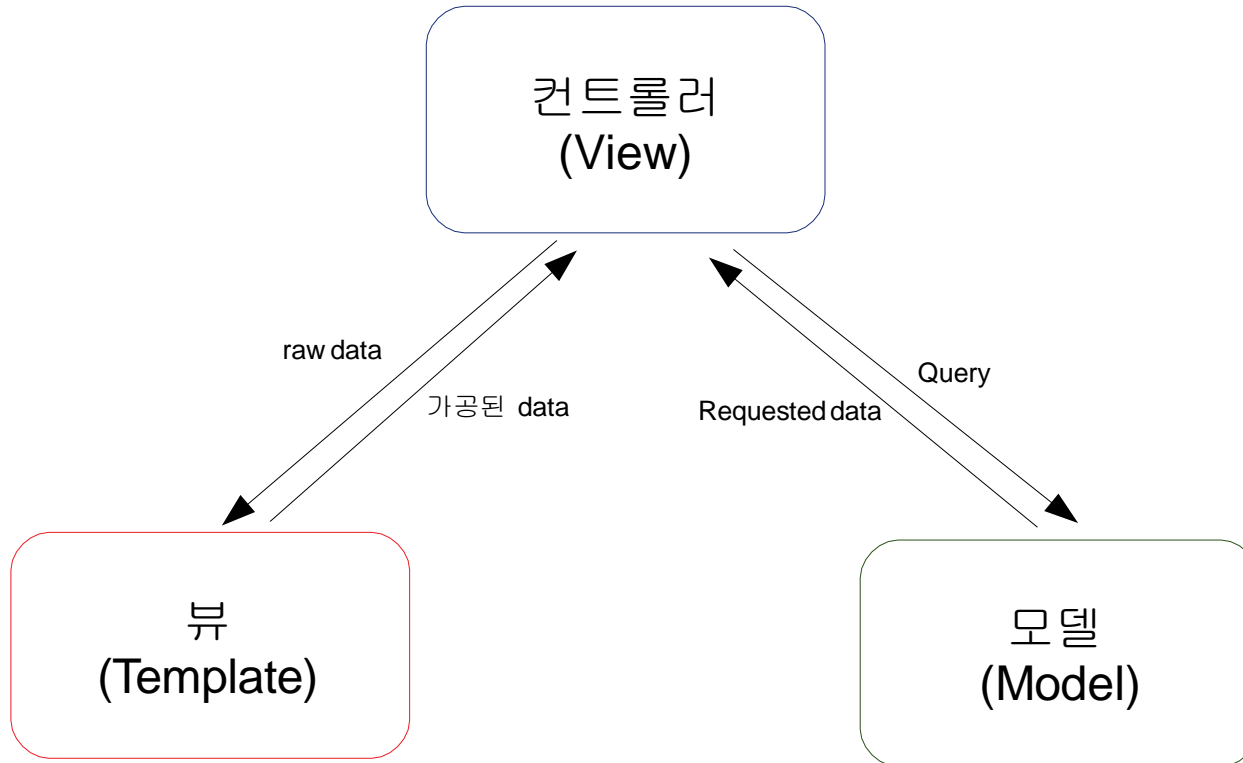 컨트롤러
(View)
raw data
가공된 data
Query
Requested data
뷰
(Template)
모델
(Model)